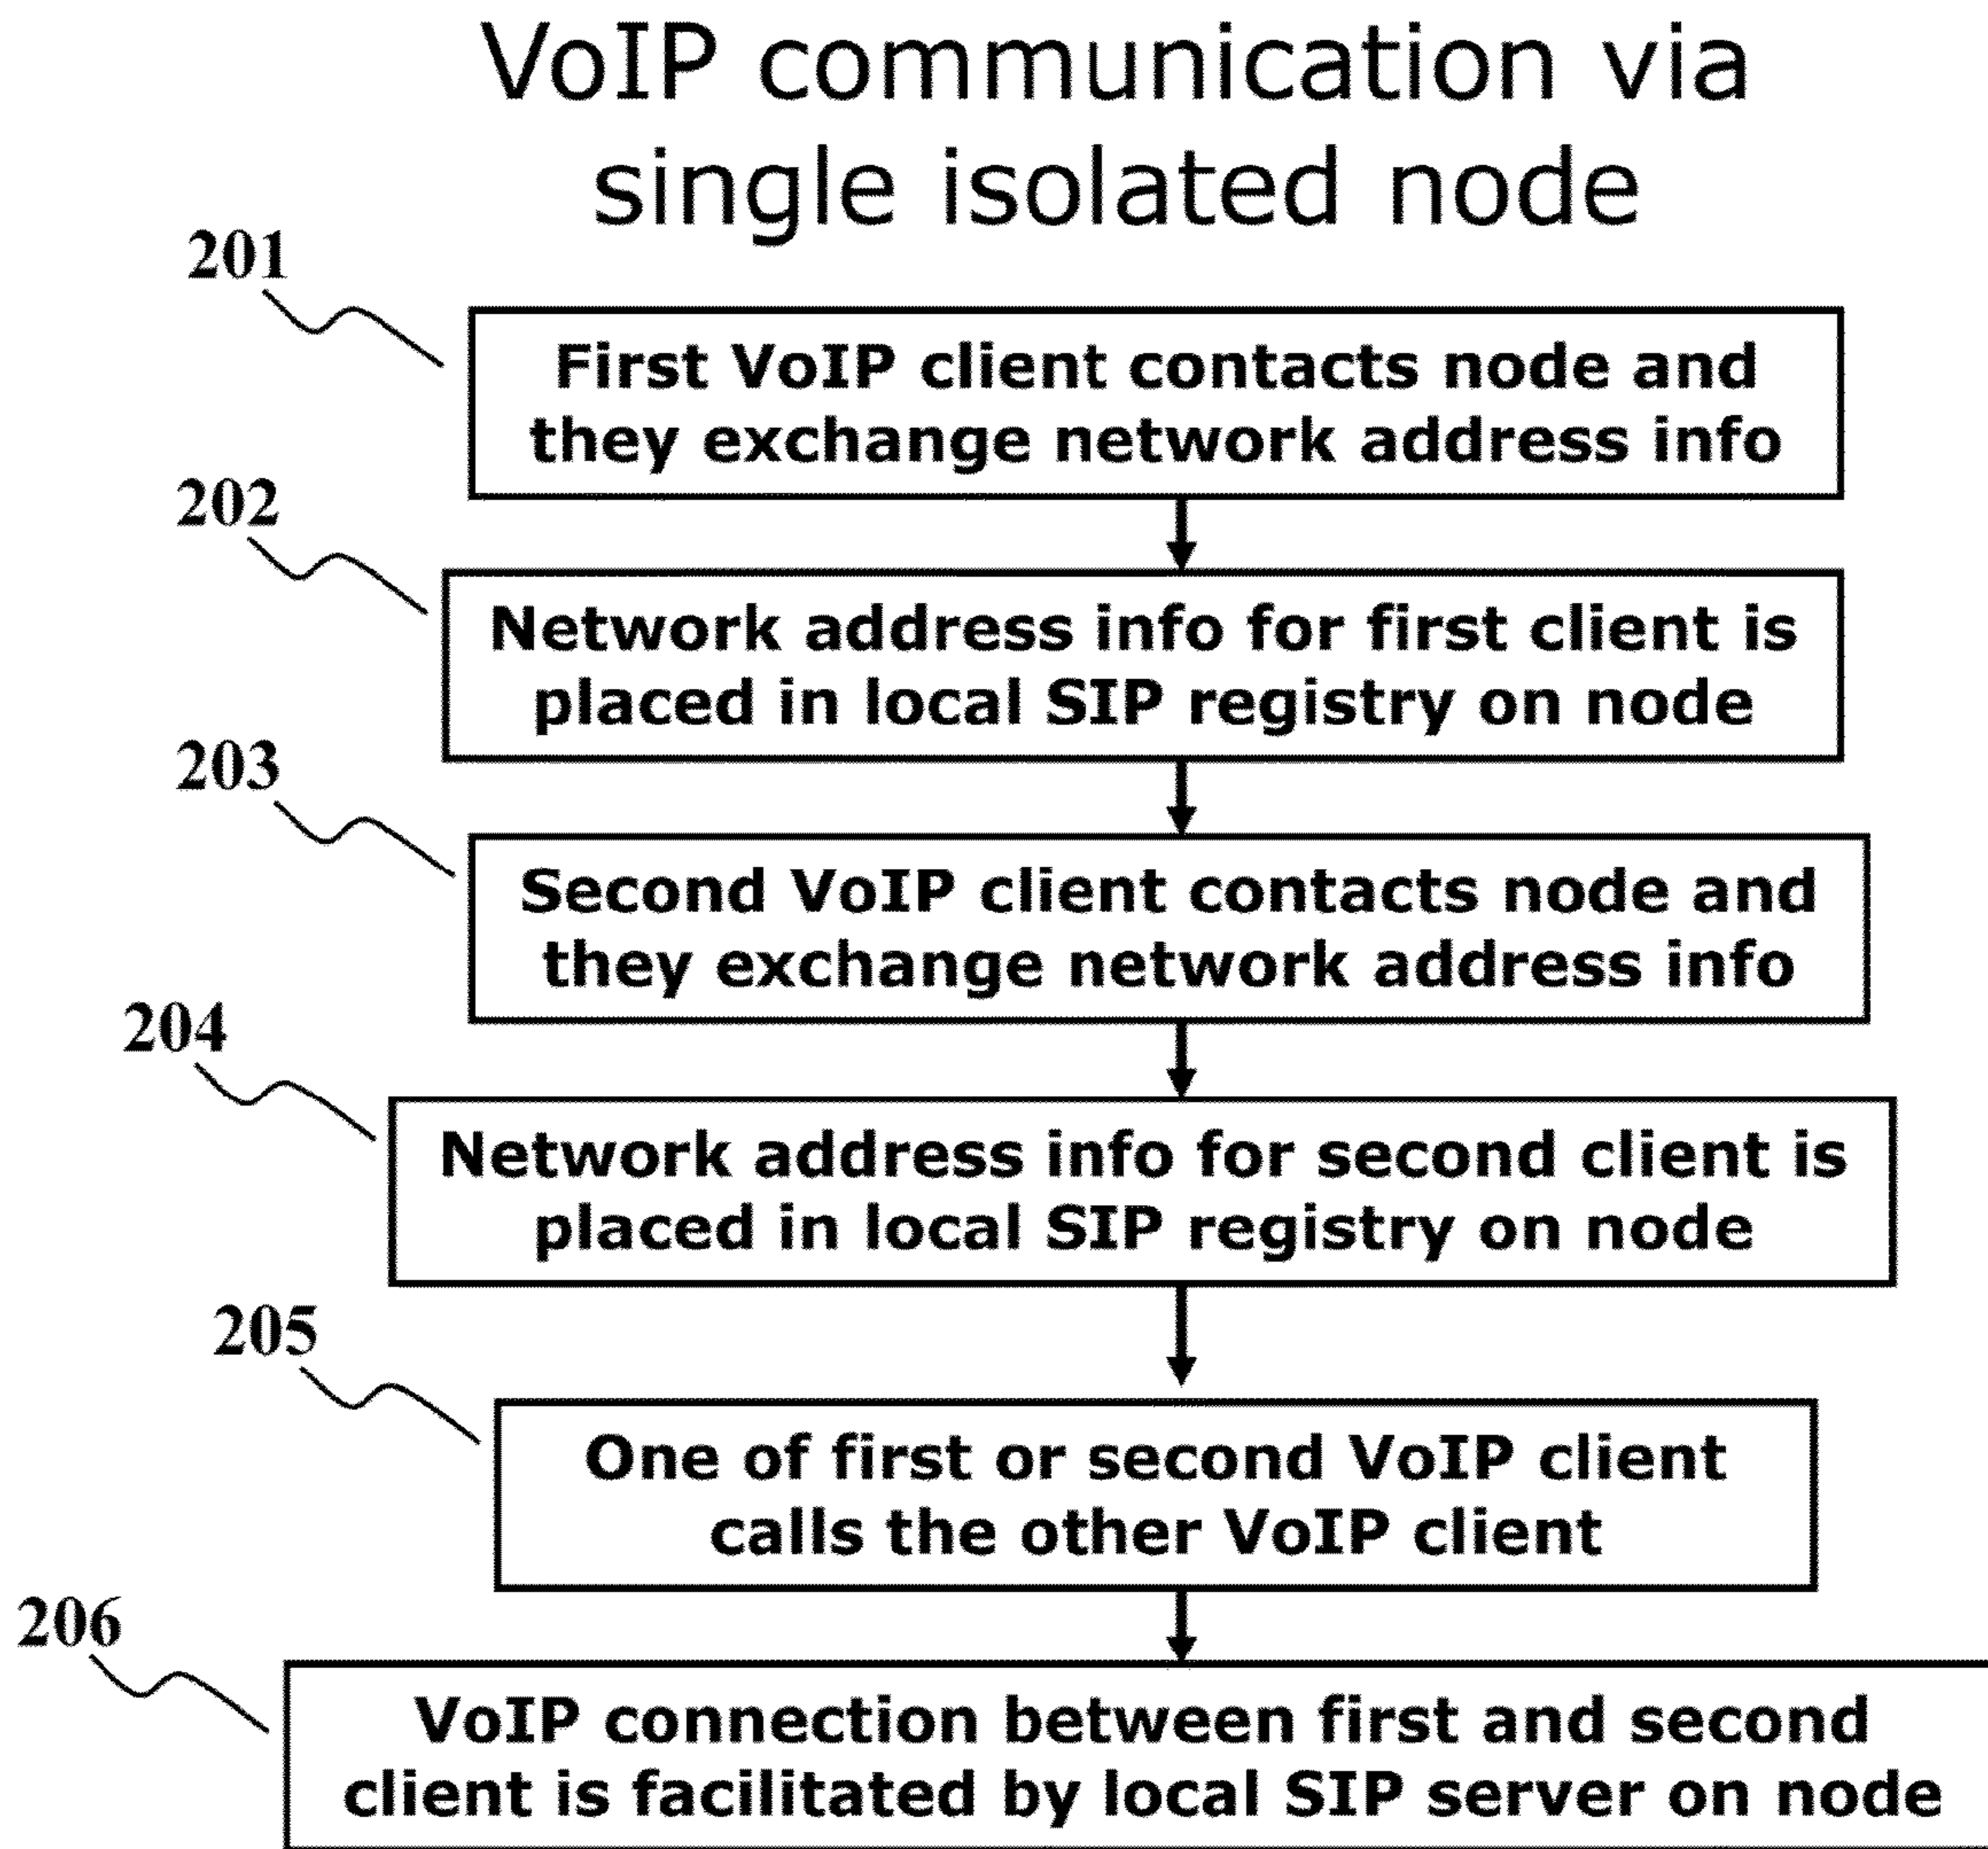 VoIP communication via
single isolated node
201
First VoIP client contacts node and
they exchange network address info
202
Network address info for first client is
placed in local SIP registry on node
203
Second VoIP client contacts node and
they exchange network address info
204
Network address info for second client is
placed in local SIP registry on node
205
One of first or second VoIP client
calls the other VoIP client
206
VoIP connection between first and second
client is facilitated by local SIP server on node